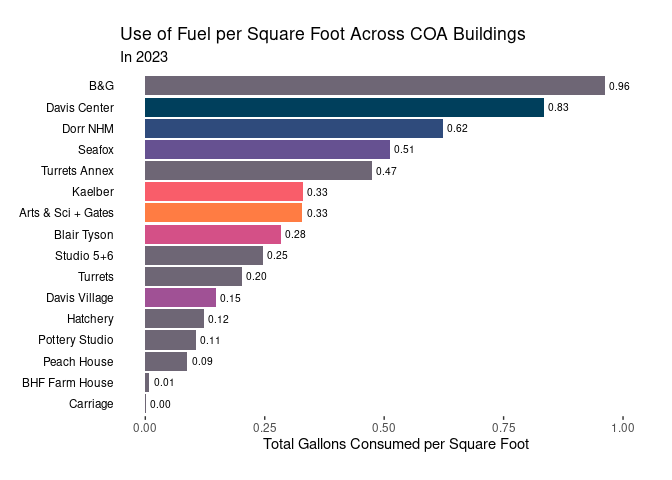 Use of Fuel per Square Foot Across COA Buildings
In 2023
B&G 0.96
Davis Center 0.83
Dorr NHM 0.62
Seafox 0.51
Turrets Annex 0.47
Kaelber 0.33
Arts & Sci + Gates 0.33
Blair Tyson 0.28
Studio 5+6 0.25
Turrets 0.20
Davis Village 0.15
Hatchery 0.12
Pottery Studio 0.11
Peach House 0.09
BHF Farm House 0.01
Carriage 0.00
0.00 0.25 0.50 0.75 1.00
Total Gallons Consumed per Square Foot